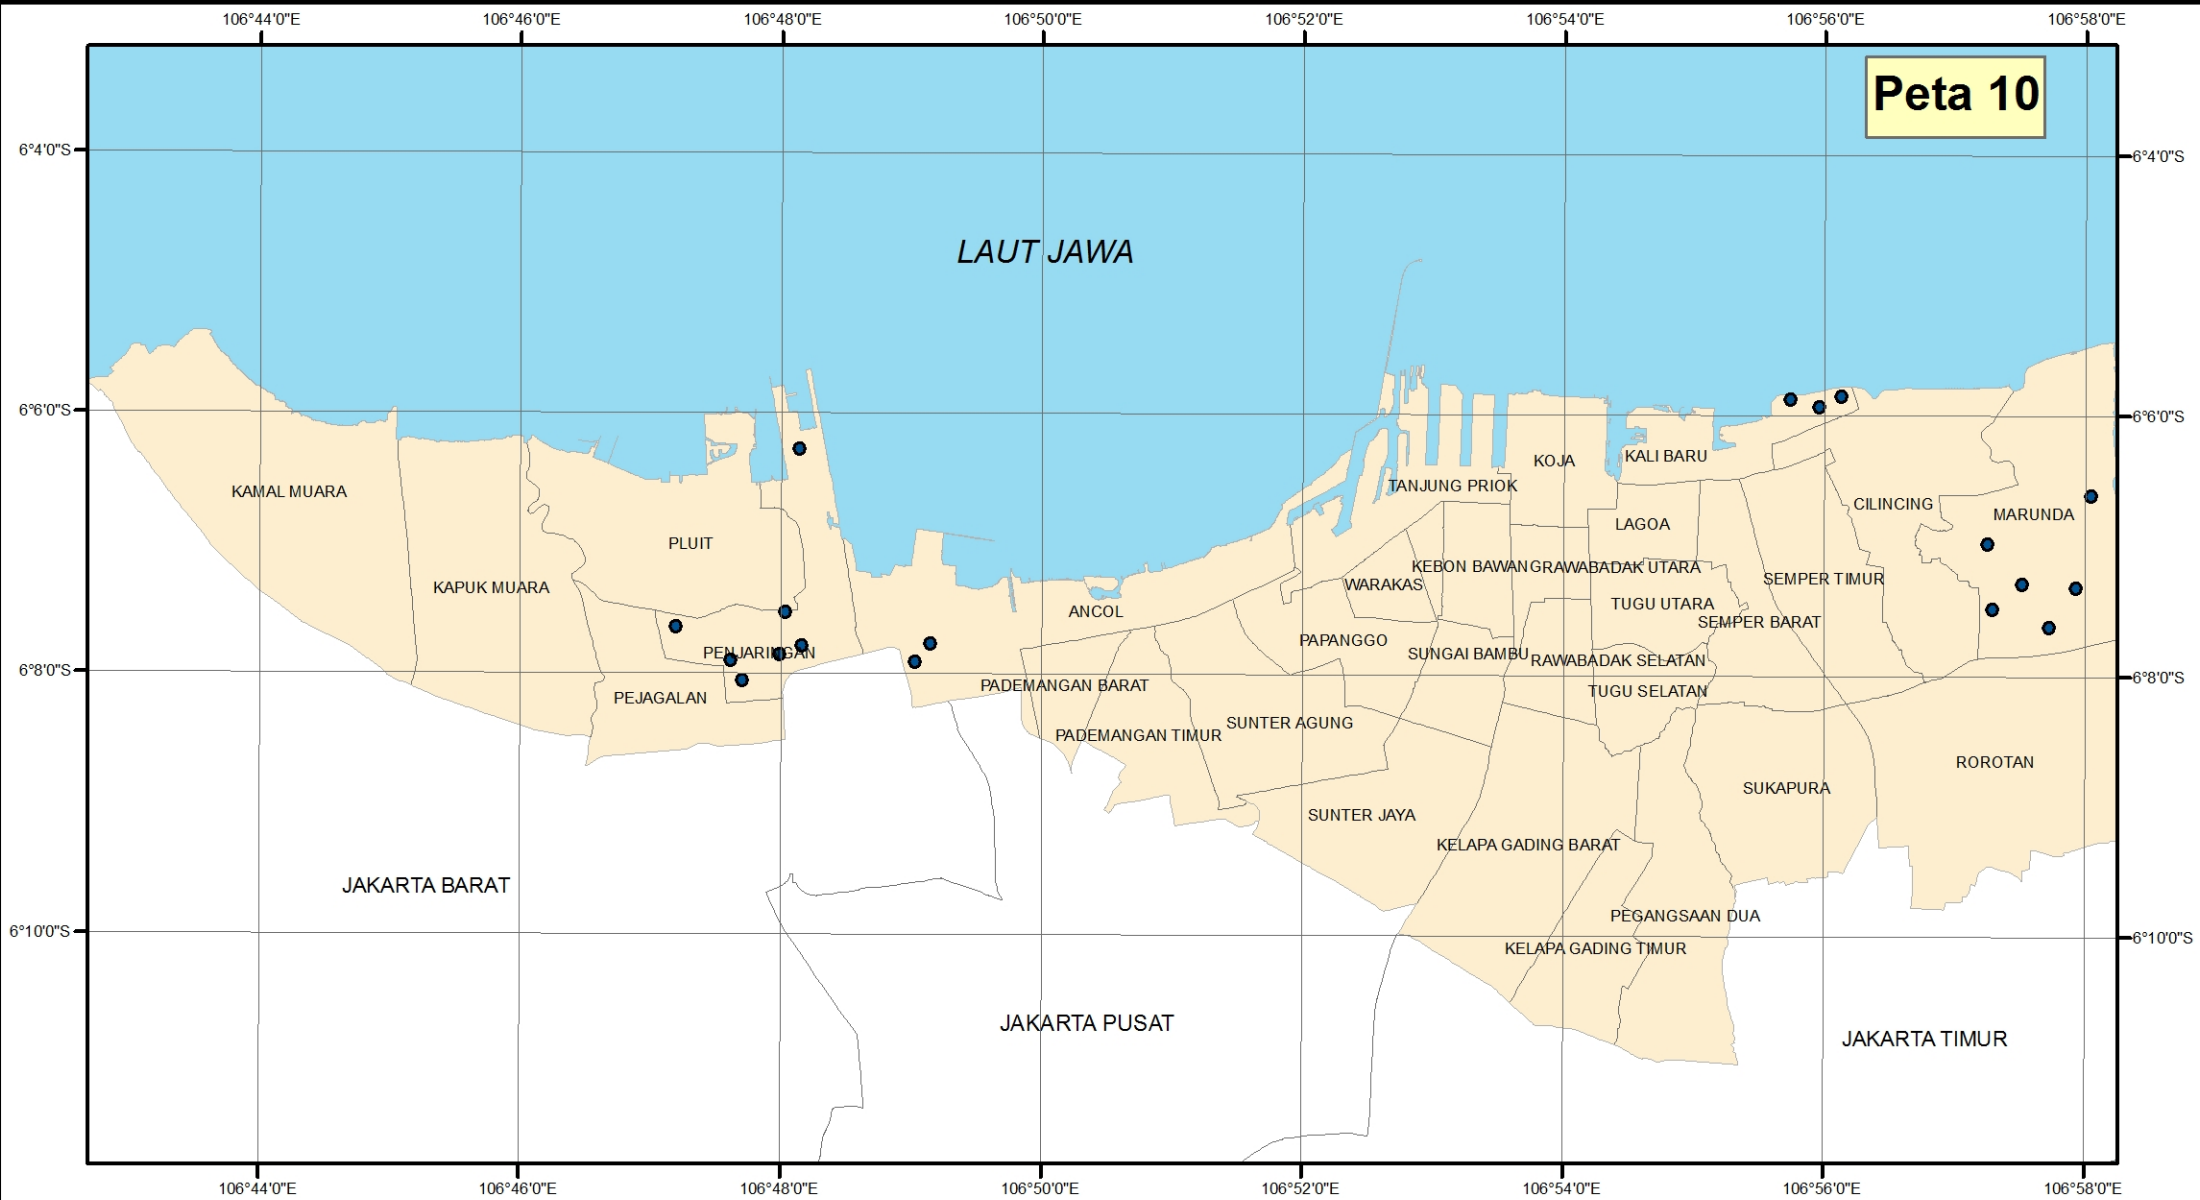 106°44'0"E 106°46'0"E 106°48'0"E 106°50'0"E 106°52'0"E 106°54'0"E 106°56'0"E 106°58'0"E
Peta 10
6°4'0"S 6°4'0"S
LAUT JAWA
6°6'0"S 6°6'0"S
KOJA
KALI BARU
KAMAL MUARA
TANJUNG PRIOK
CILINCING
MARUNDA
LAGOA
PLUIT
KEBON BAWANG
RAWABADAK UTARA
KAPUK MUARA
WARAKAS
SEMPER TIMUR
ANCOL
TUGU UTARA
SEMPER BARAT
PAPANGGO
PENJARINGAN
SUNGAI BAMBU
RAWABADAK SELATAN
6°8'0"S 6°8'0"S
PEJAGALAN
PADEMANGAN BARAT
TUGU SELATAN
SUNTER AGUNG
PADEMANGAN TIMUR
ROROTAN
SUKAPURA
SUNTER JAYA
KELAPA GADING BARAT
JAKARTA BARAT
PEGANGSAAN DUA
6°10'0"S 6°10'0"S
KELAPA GADING TIMUR
JAKARTA PUSAT
JAKARTA TIMUR
106°44'0"E 106°46'0"E 106°48'0"E 106°50'0"E 106°52'0"E 106°54'0"E 106°56'0"E 106°58'0"E